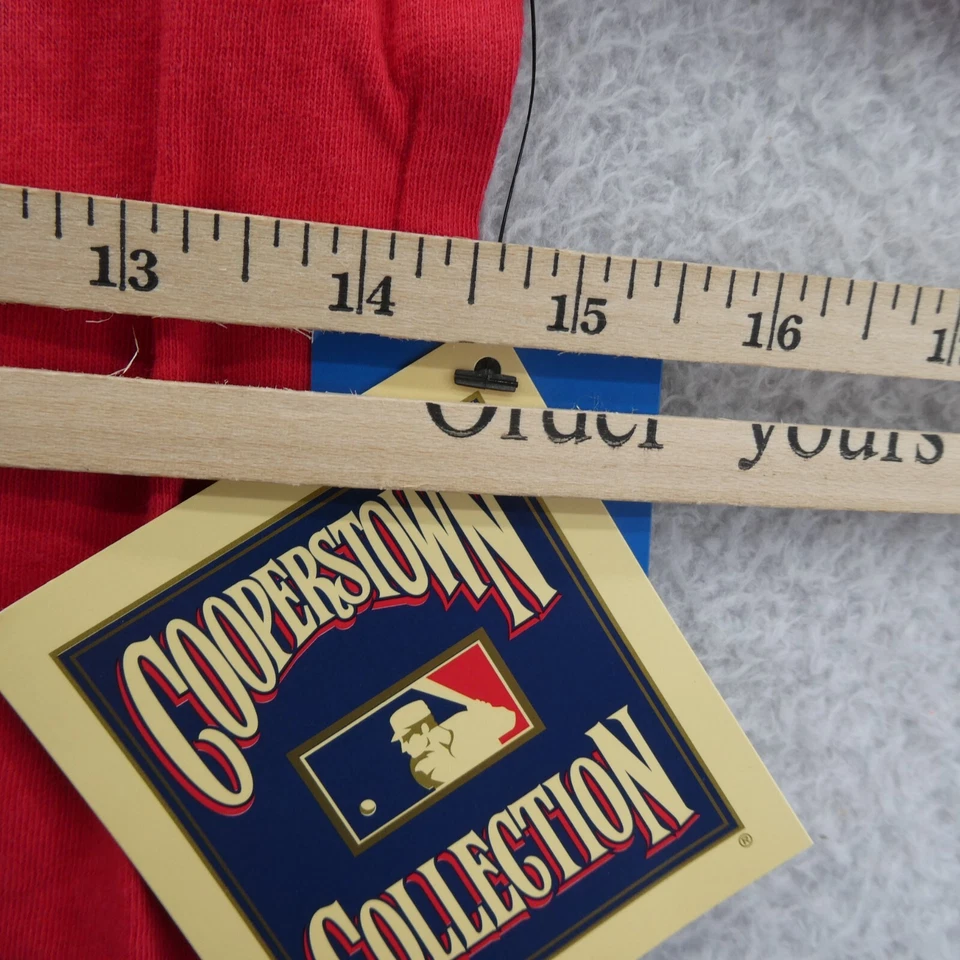 13 14 15 16
Order yours
COOPERSTOWN
COLLECTION
®